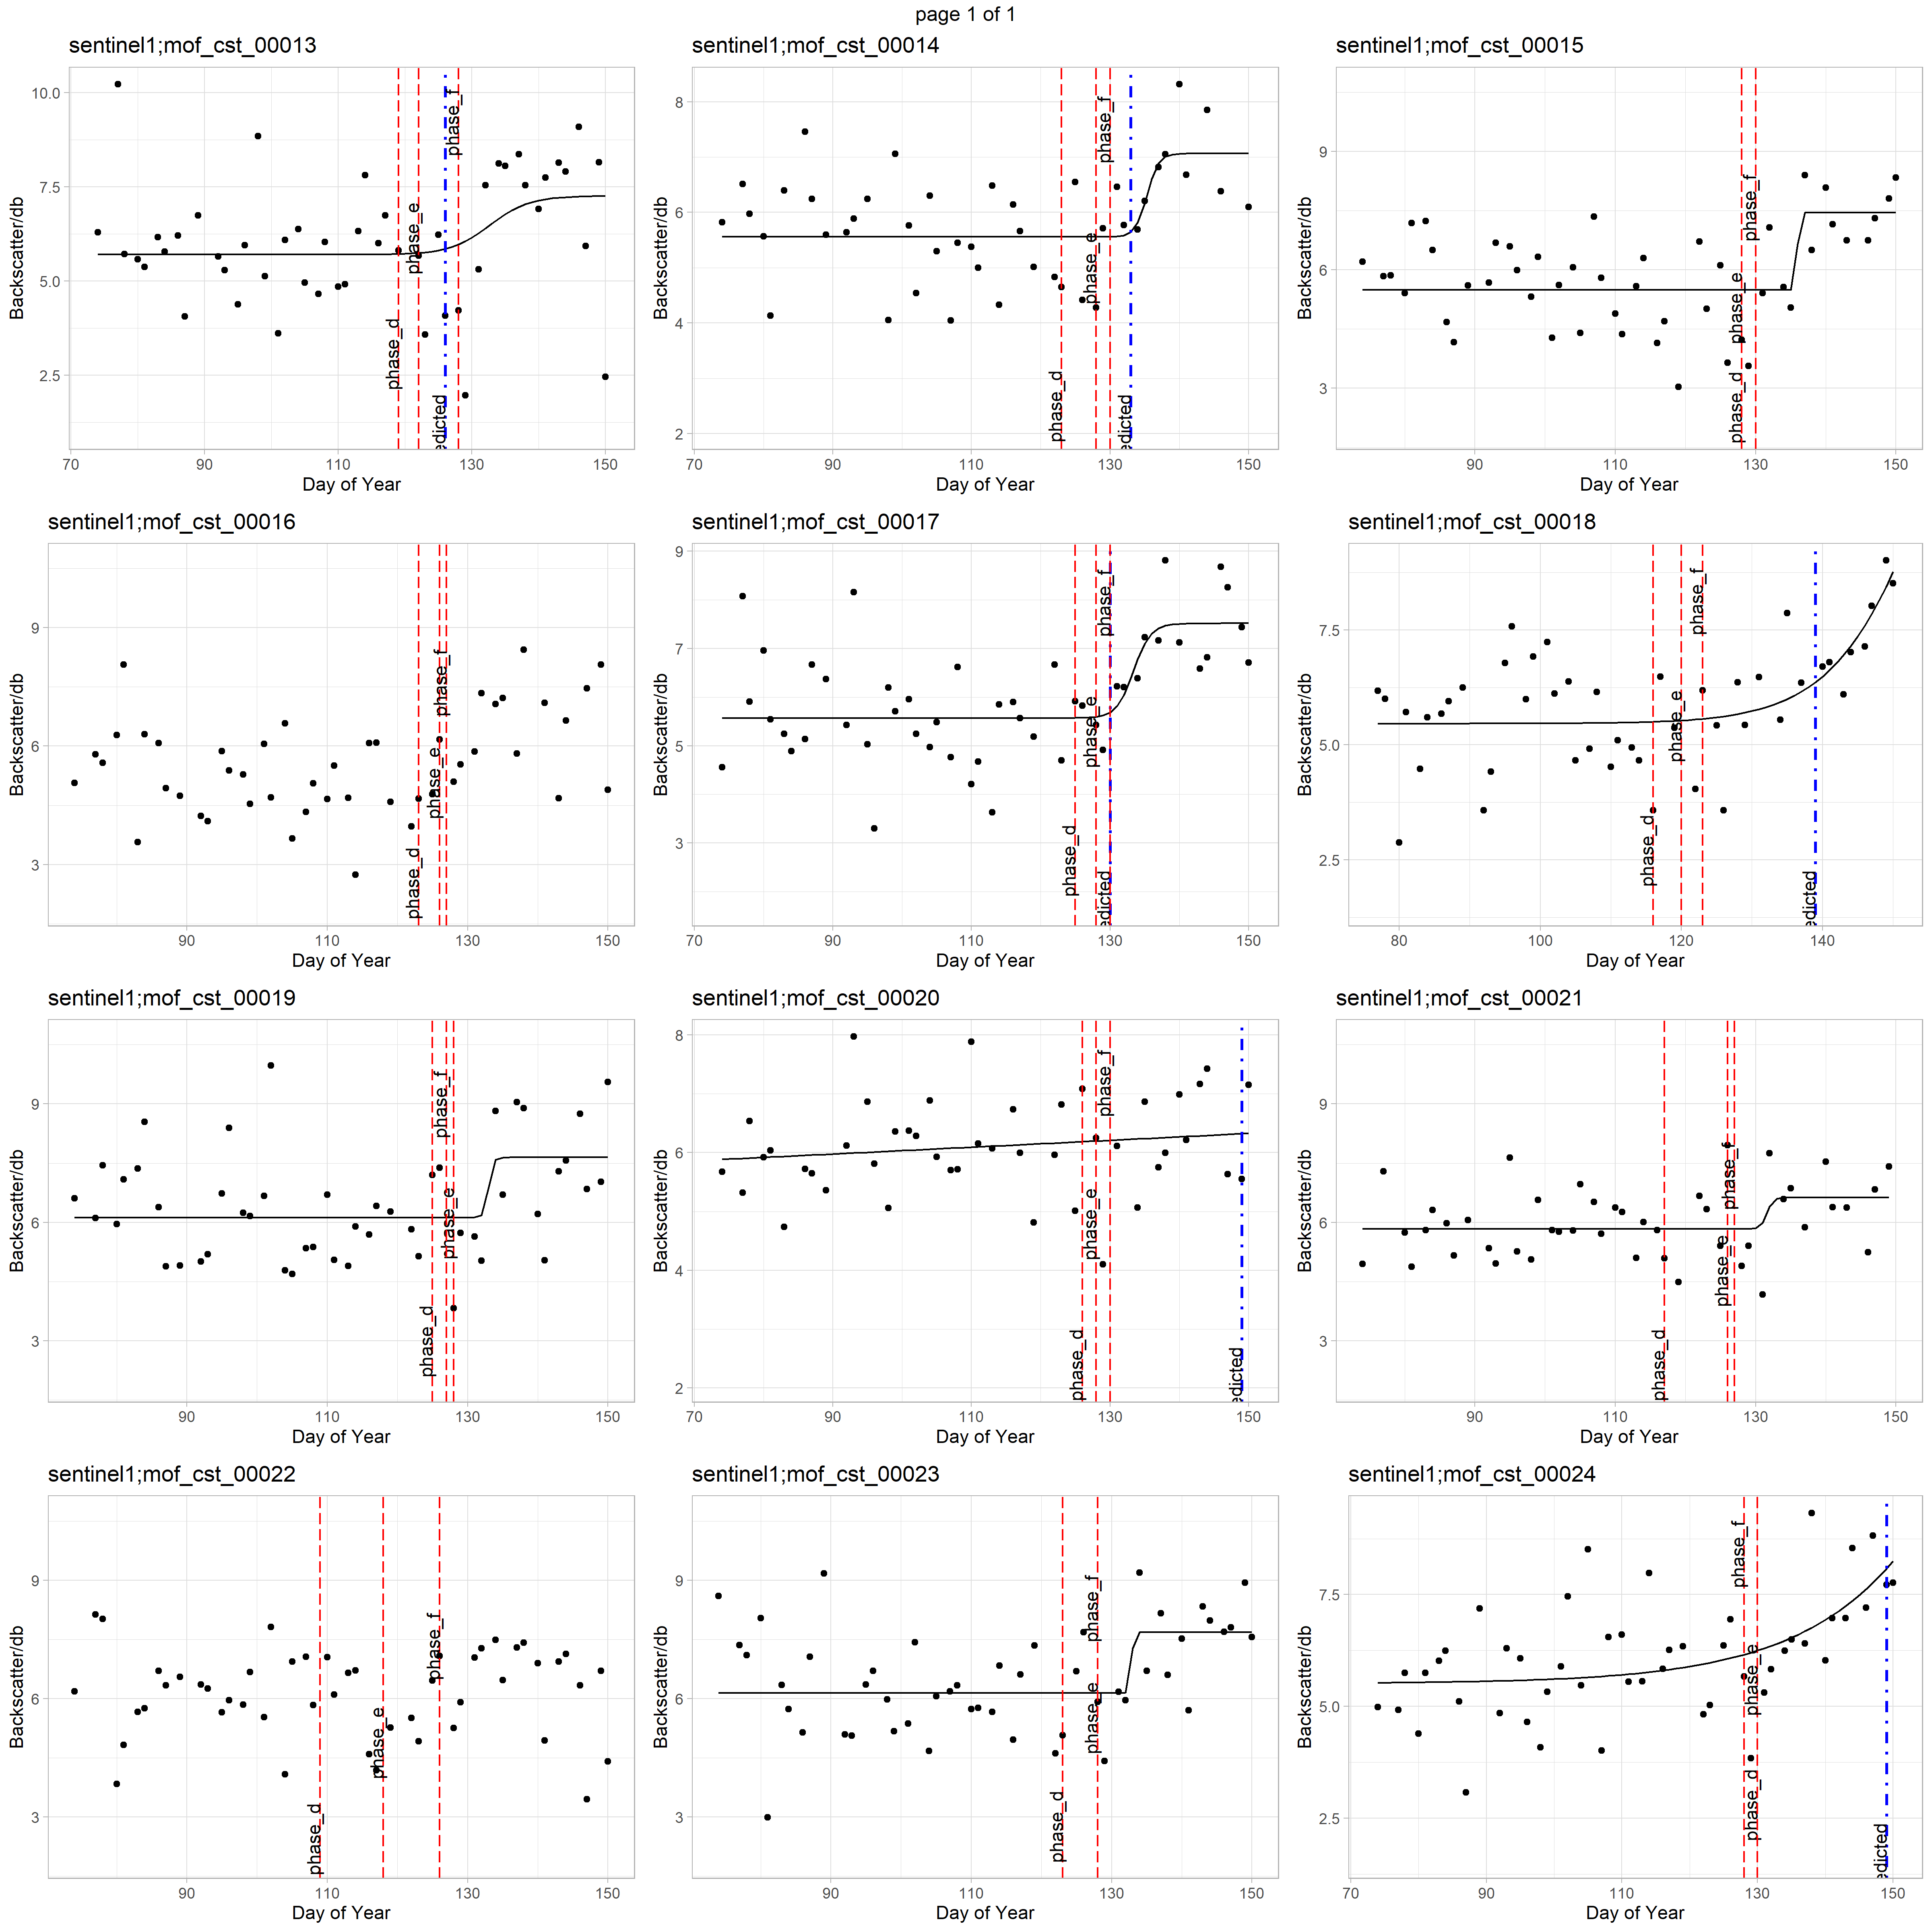 page 1 of 1
sentinel1;mof_cst_00013
sentinel1;mof_cst_00014
sentinel1;mof_cst_00015
Backscatter/db
10.0
7.5
5.0
2.5
phase_d
phase_e
phase_f
edicted
70
90
110
130
150
Day of Year
Backscatter/db
8
6
4
2
phase_d
phase_e
phase_f
edicted
70
90
110
130
150
Day of Year
Backscatter/db
9
6
3
phase_d
phase_e
phase_f
90
110
130
150
Day of Year
sentinel1;mof_cst_00016
sentinel1;mof_cst_00017
sentinel1;mof_cst_00018
Backscatter/db
9
6
3
phase_d
phase_e
phase_f
90
110
130
150
Day of Year
Backscatter/db
9
7
5
3
phase_d
phase_e
phase_f
edicted
70
90
110
130
150
Day of Year
Backscatter/db
7.5
5.0
2.5
phase_d
phase_e
phase_f
edicted
80
100
120
140
Day of Year
sentinel1;mof_cst_00019
sentinel1;mof_cst_00020
sentinel1;mof_cst_00021
Backscatter/db
9
6
3
phase_d
phase_e
phase_f
90
110
130
150
Day of Year
Backscatter/db
8
6
4
2
phase_d
phase_e
phase_f
edicted
70
90
110
130
150
Day of Year
Backscatter/db
9
6
3
phase_d
phase_e
phase_f
90
110
130
150
Day of Year
sentinel1;mof_cst_00022
sentinel1;mof_cst_00023
sentinel1;mof_cst_00024
Backscatter/db
9
6
3
phase_d
phase_e
phase_f
90
110
130
150
Day of Year
Backscatter/db
9
6
3
phase_d
phase_e
phase_f
90
110
130
150
Day of Year
Backscatter/db
7.5
5.0
2.5
phase_d
phase_e
phase_f
edicted
70
90
110
130
150
Day of Year